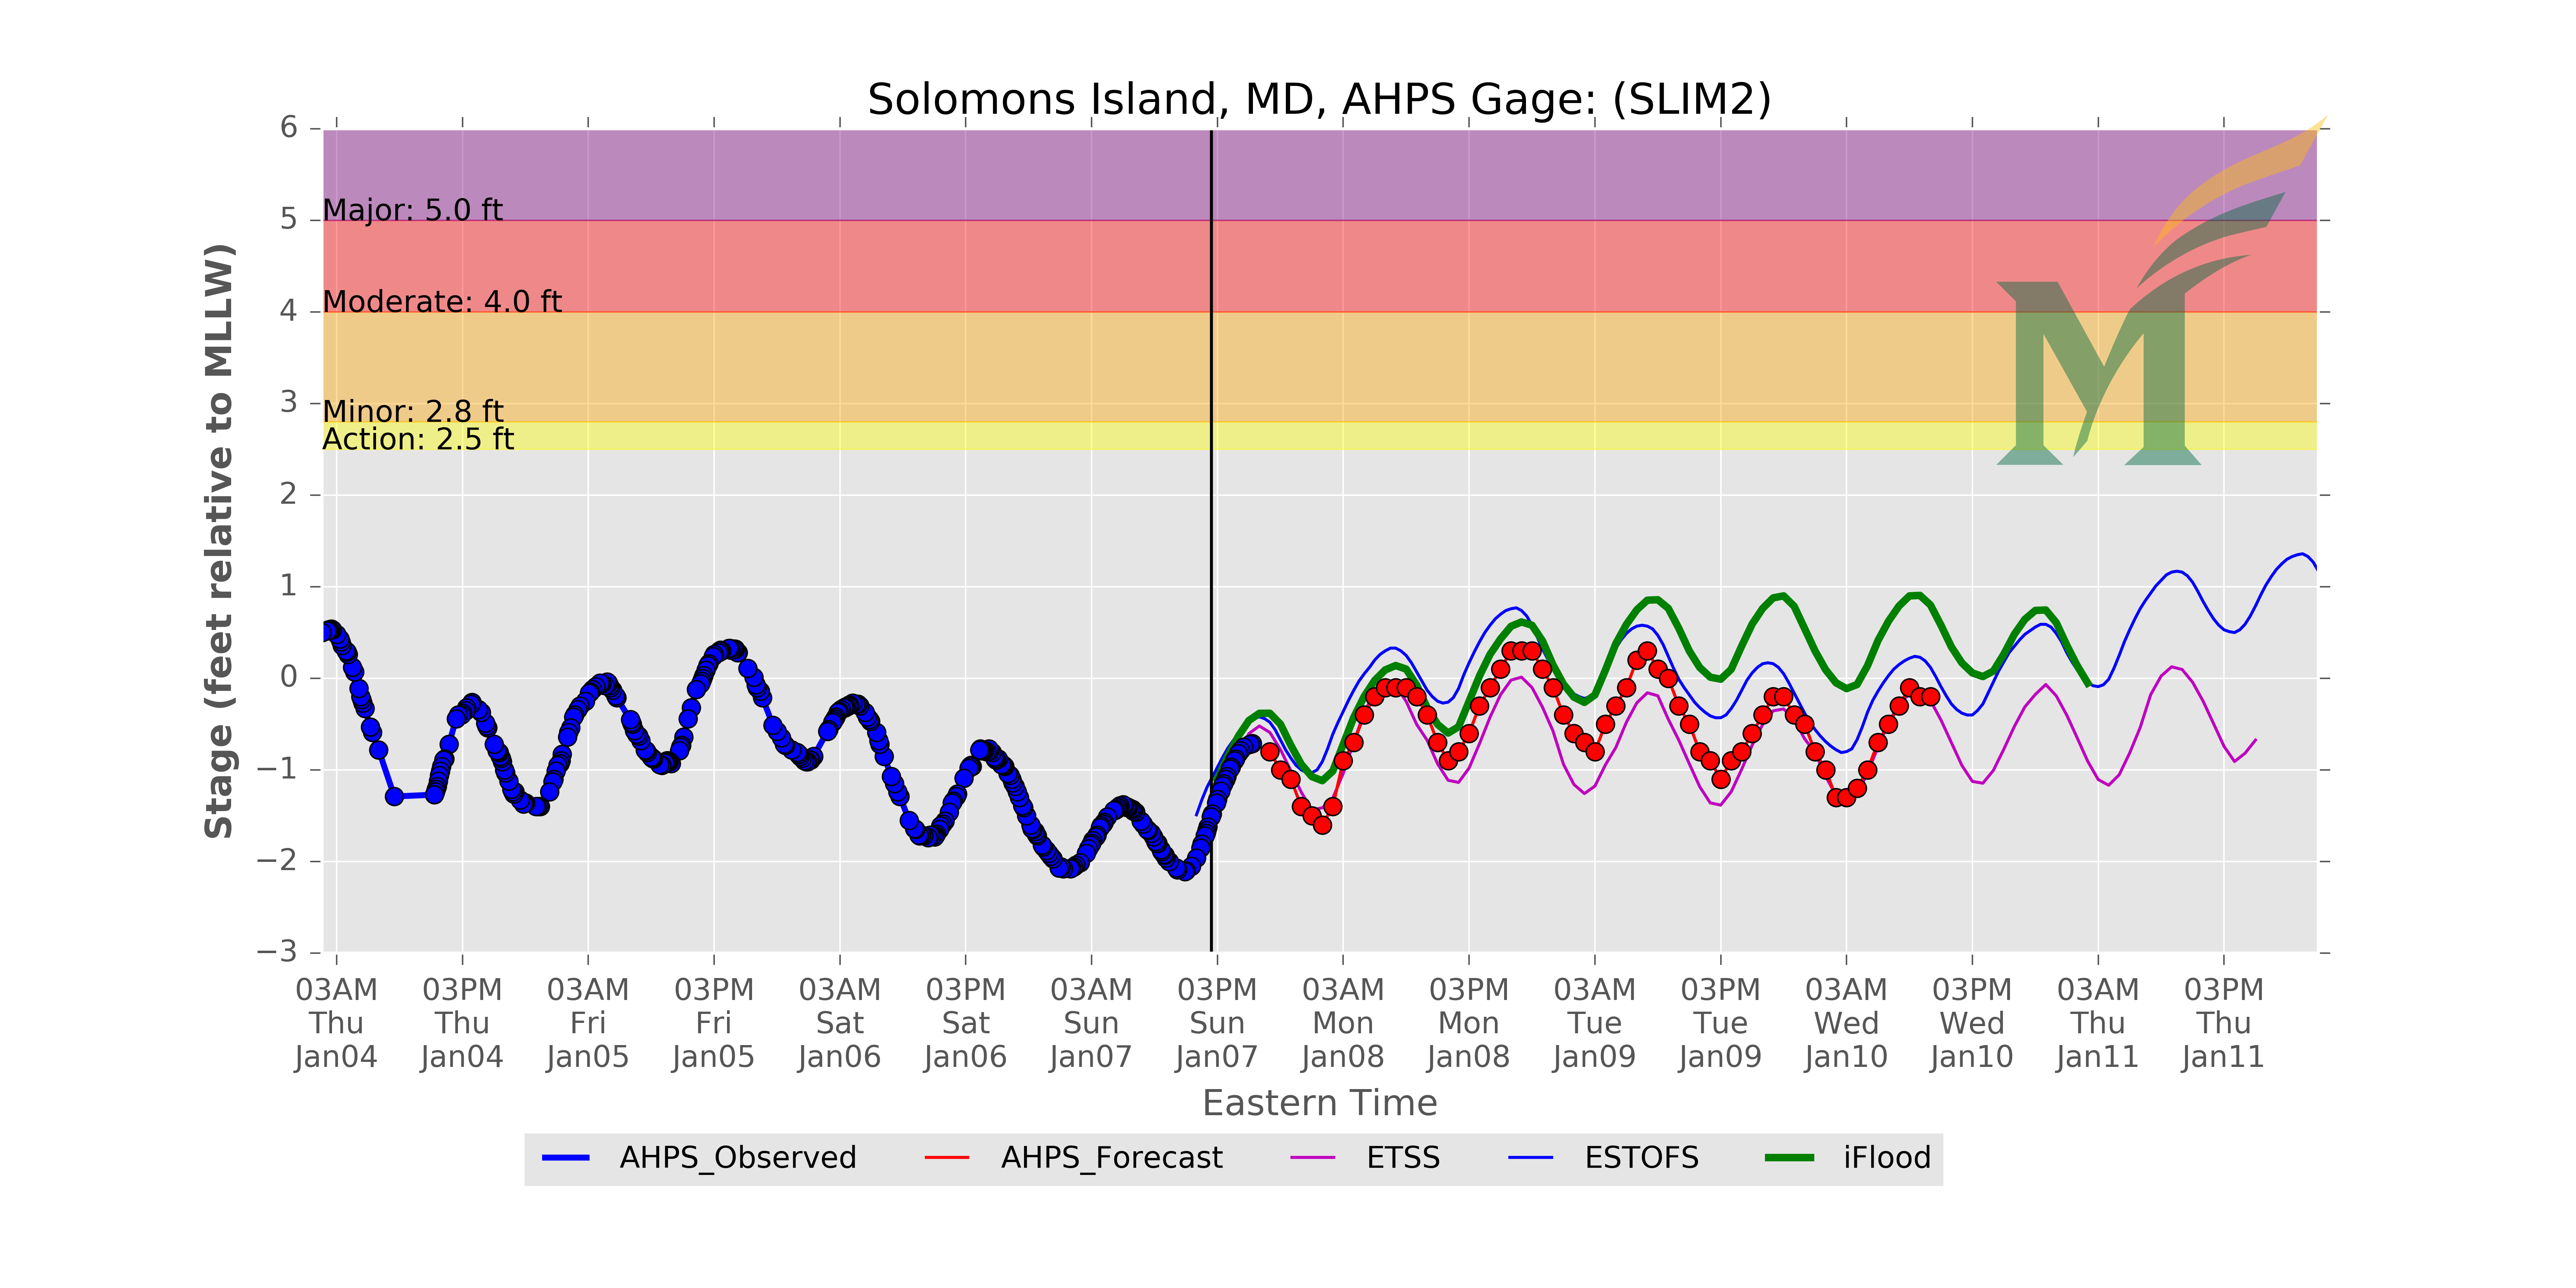 Solomons Island, MD, AHPS Gage: (SLIM2)
6
5
4
3
2
1
0
−1
−2
−3
Stage (feet relative to MLLW)
Major: 5.0 ft
Moderate: 4.0 ft
Minor: 2.8 ft
Action: 2.5 ft
M
03AM 03PM 03AM 03PM 03AM 03PM 03AM 03PM 03AM 03PM 03AM 03PM 03AM 03PM 03AM 03PM
Thu Thu Fri Fri Sat Sat Sun Sun Mon Mon Tue Tue Wed Wed Thu Thu
Jan04 Jan04 Jan05 Jan05 Jan06 Jan06 Jan07 Jan07 Jan08 Jan08 Jan09 Jan09 Jan10 Jan10 Jan11 Jan11
Eastern Time
AHPS_Observed AHPS_Forecast ETSS ESTOFS iFlood